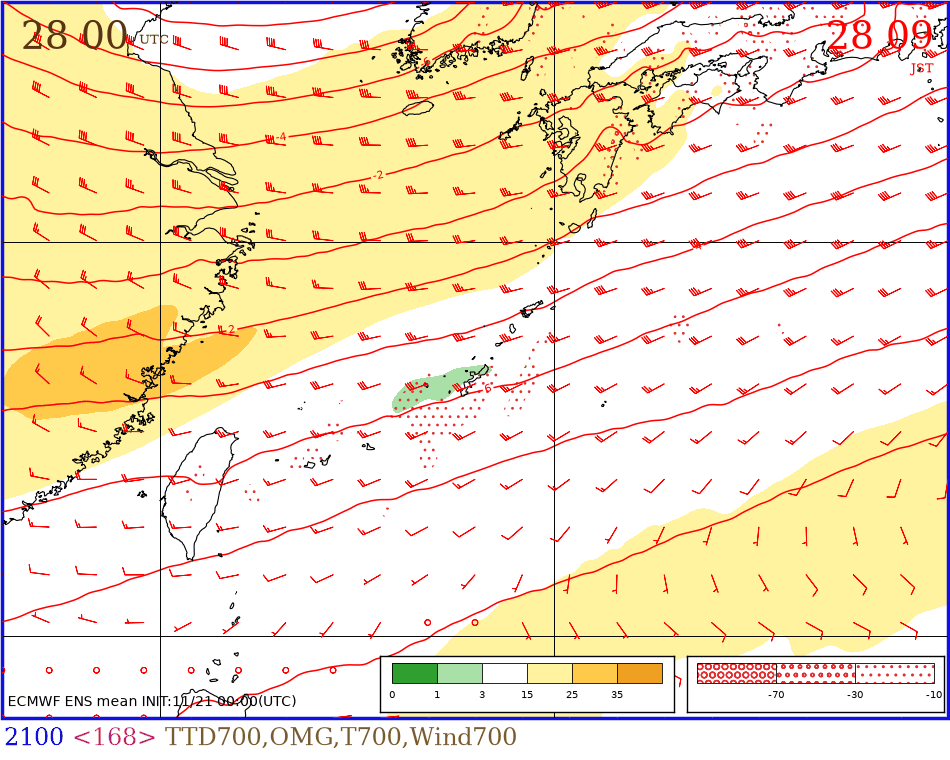 28 00 UTC
28 09
JST
-4
-2
2
6
0 1 3 15 25 35
-70 -30 -10
ECMWF ENS mean INIT:11/21 00:00(UTC)
2100 <168> TTD700,OMG,T700,Wind700